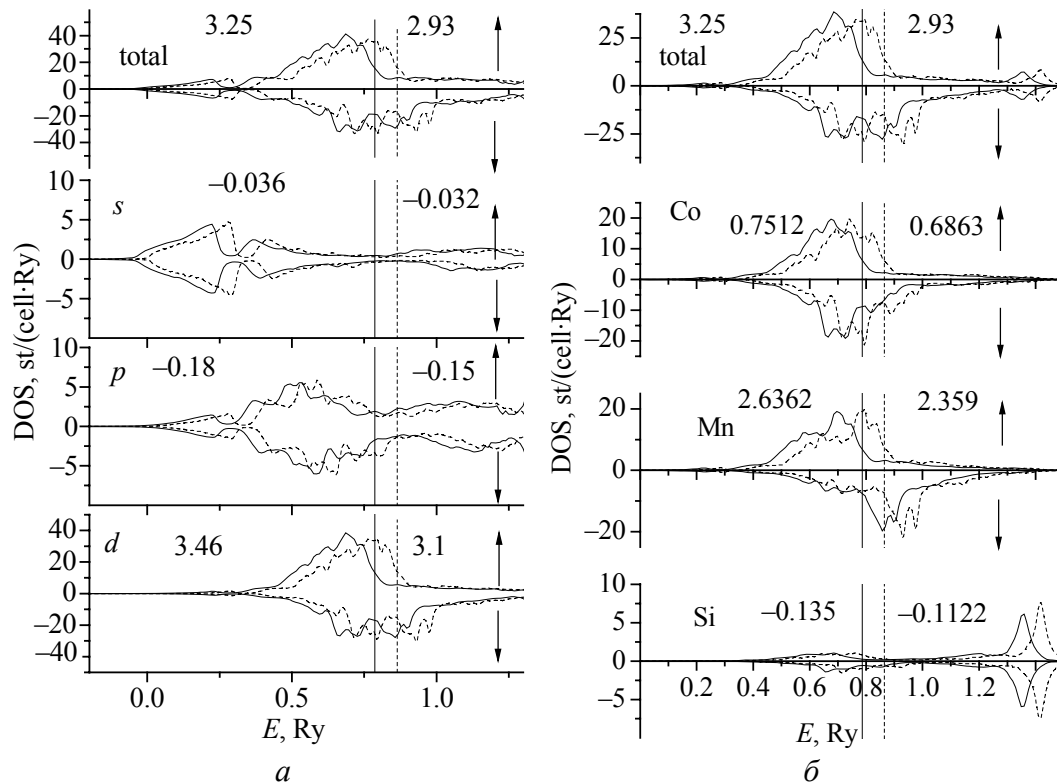 3.25 2.93
total
40
20
0
–20
–40
10
–0.036 –0.032
s
5
0
–5
10
–0.18 –0.15
p
5
0
–5
40
d 3.46 3.1
20
0
–20
–40
0.0 0.5 1.0
E, Ry
DOS, st/(cell·Ry)
а
3.25 2.93
total
25
0
–25
Co
20
0.7512 0.6863
10
0
–10
–20
2.6362 2.359
20
Mn
0
–20
10
Si –0.135 –0.1122
5
0
–5
0.2 0.4 0.6 0.8 1.0 1.2
E, Ry
DOS, st/(cell·Ry)
б